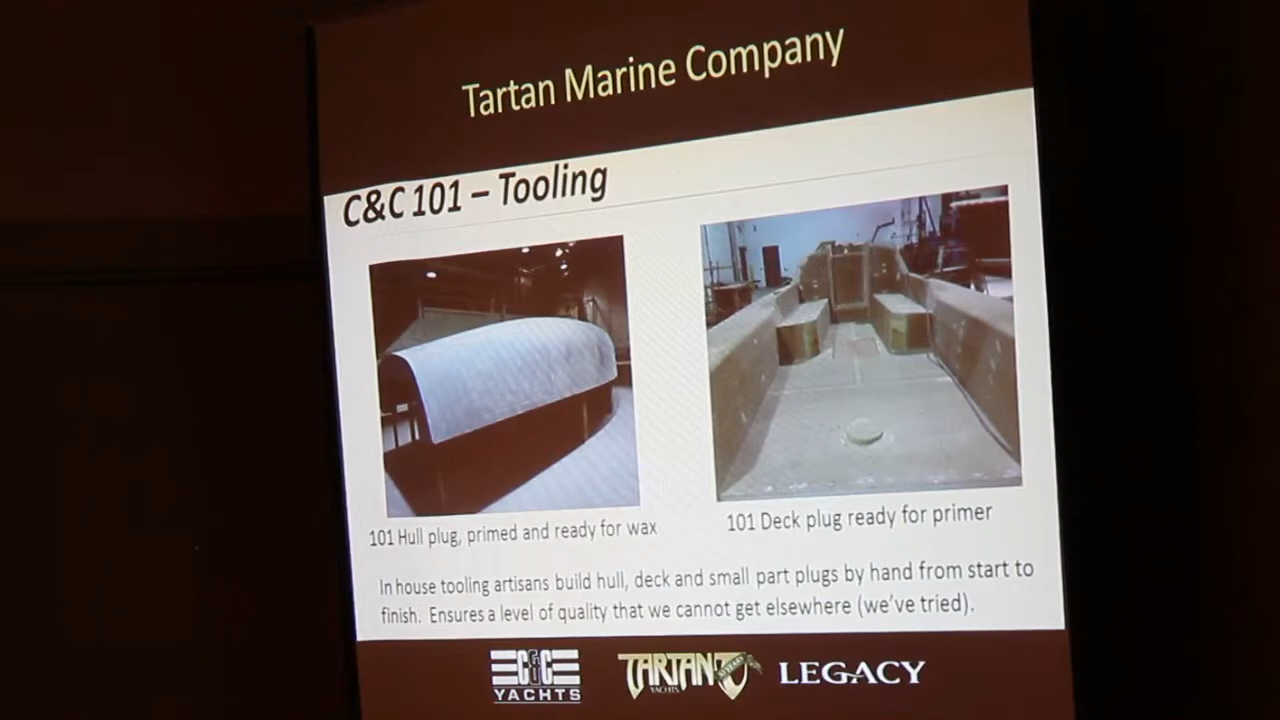 Tartan Marine Company
C&C 101 – Tooling
101 Hull plug, primed and ready for wax
101 Deck plug ready for primer
In house tooling artisans build hull, deck and small part plugs by hand from start to
finish. Ensures a level of quality that we cannot get elsewhere (we've tried).
C&C
YACHTS
TARTAN
YACHTS
LEGACY